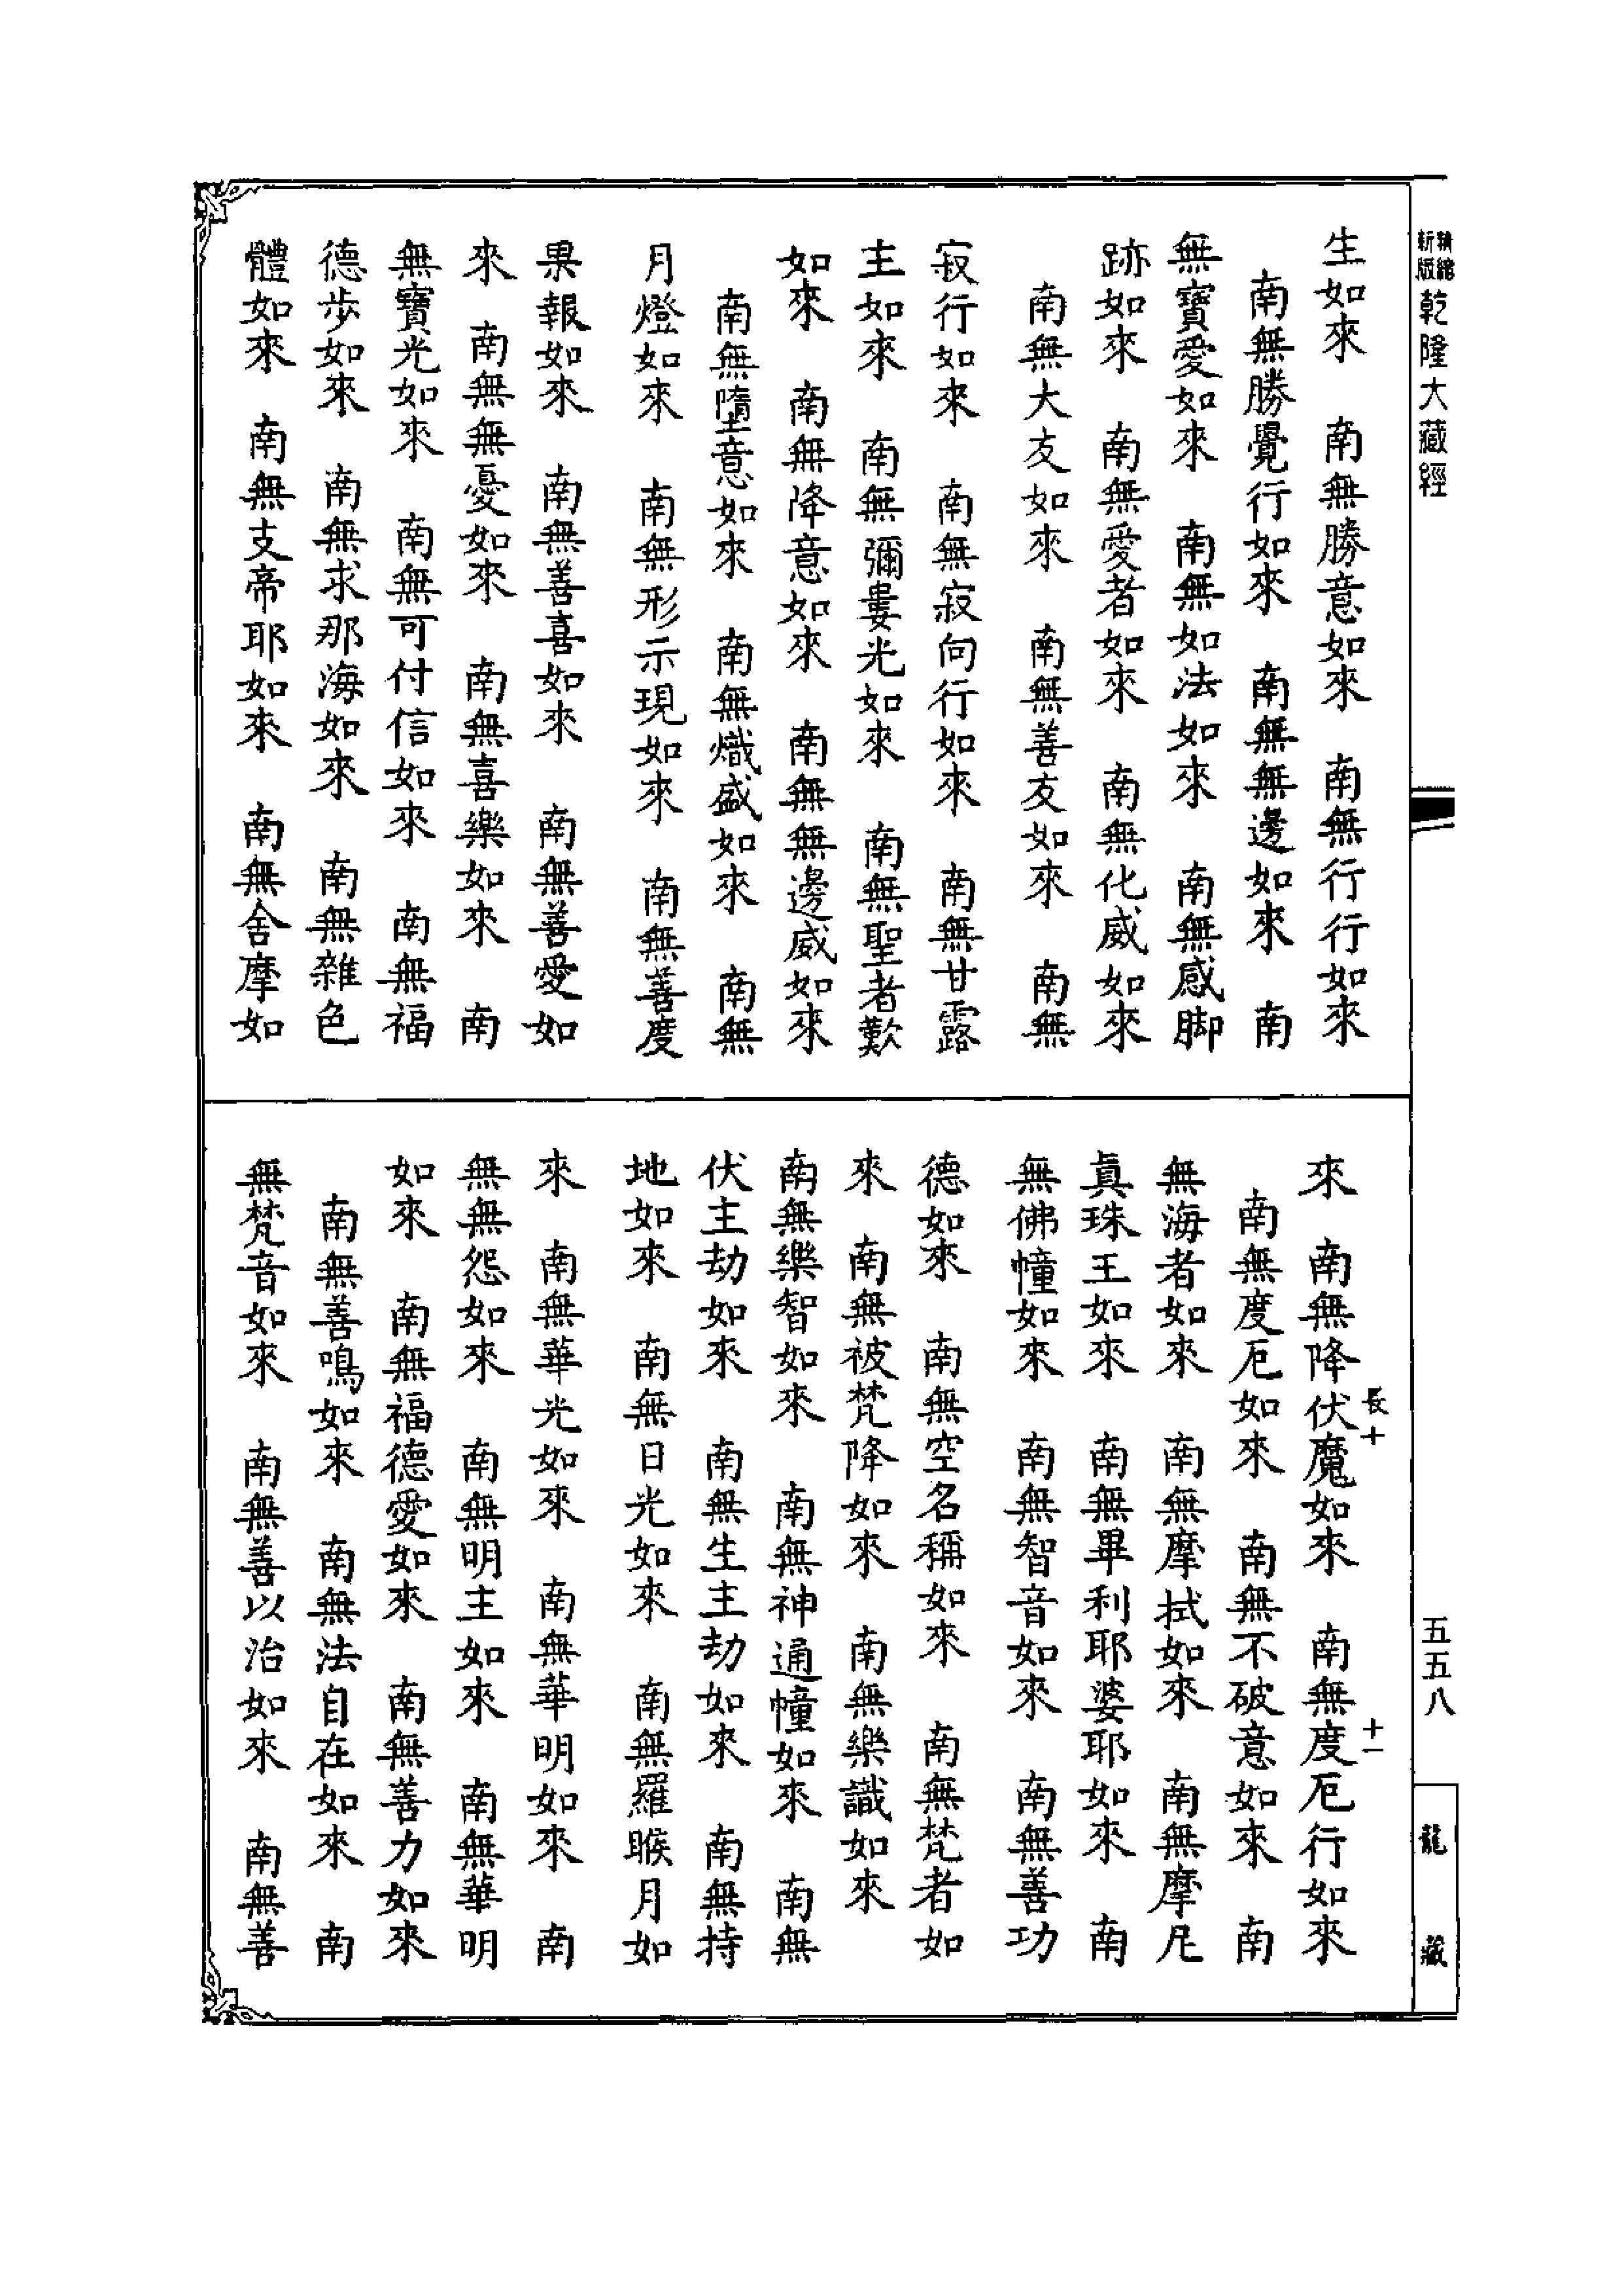 精縮
新版
乾隆大藏經
生如來　南無勝意如來　南無行行如來
南無勝覺行如來　南無無邊如來　南
無寶愛如來　南無如法如來　南無感脚
跡如來　南無愛者如來　南無化威如來
南無大友如來　南無善友如來　南無
寂行如來　南無寂向行如來　南無甘露
主如來　南無彌婁光如來　南無聖者歎
如來　南無降意如來　南無無邊威如來
南無墮意如來　南無熾盛如來　南無
月燈如來　南無形示現如來　南無善度
果報如來　南無善喜如來　南無善愛如
來　南無無憂如來　南無喜樂如來　南
無寶光如來　南無可付信如來　南無福
德步如來　南無求那海如來　南無雜色
體如來　南無支帝耶如來　南無舍摩如
來　南無降伏魔如來　南無度厄行如來
南無度厄如來　南無不破意如來　南
無海者如來　南無摩拭如來　南無摩尼
真珠王如來　南無畢利耶婆耶如來　南
無佛幢如來　南無智音如來　南無善功
德如來　南無空名稱如來　南無梵者如
來　南無被梵降如來　南無樂識如來
南無樂智如來　南無神通幢如來　南無
伏主劫如來　南無生主劫如來　南無持
地如來　南無日光如來　南無羅睺月如
來　南無華光如來　南無華明如來　南
無無怨如來　南無明主如來　南無華明
如來　南無福德愛如來　南無善力如來
南無善鳴如來　南無法自在如來　南
無梵音如來　南無善以治如來　南無善
長十
十一
五五八
龍藏